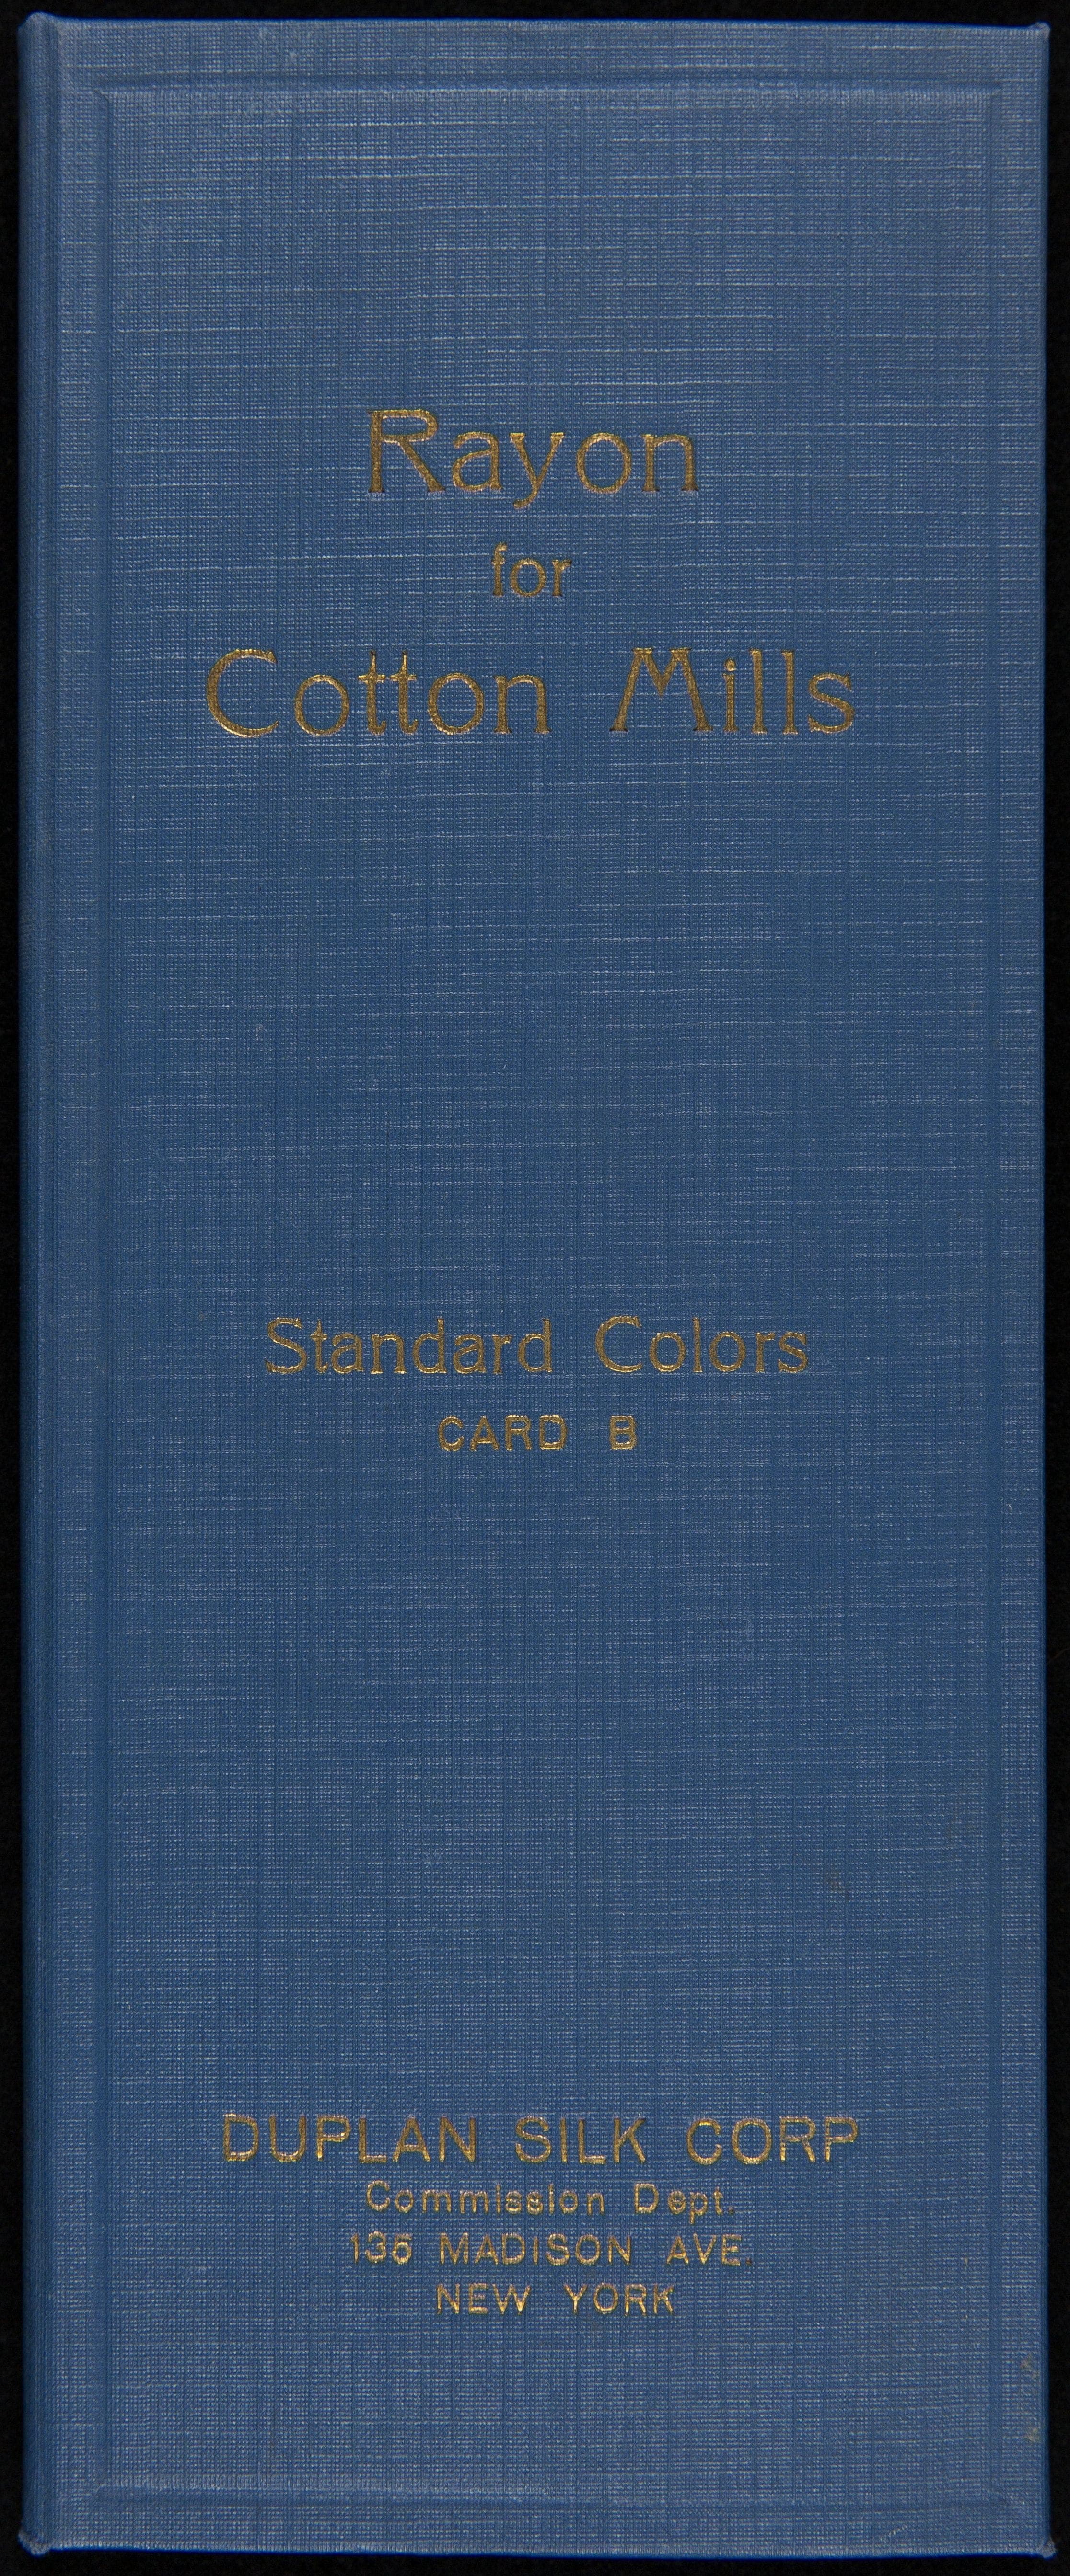 Rayon
for
Cotton Mills
Standard Colors
CARD B
DUPLAN SILK CORP
Commission Dept.
135 MADISON AVE.
NEW YORK